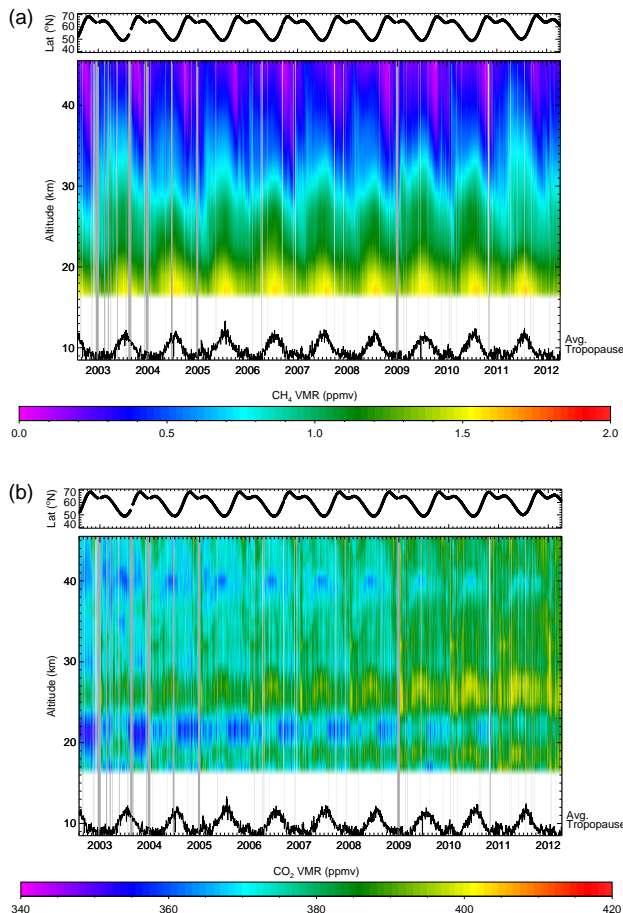 (a)
Lat (°N)
70
60
50
40
Altitude (km)
40
30
20
10
Avg.
Tropopause
2003 2004 2005 2006 2007 2008 2009 2010 2011 2012
CH₄ VMR (ppmv)
0.0 0.5 1.0 1.5 2.0
(b)
Lat (°N)
70
60
50
40
Altitude (km)
40
30
20
10
Avg.
Tropopause
2003 2004 2005 2006 2007 2008 2009 2010 2011 2012
CO₂ VMR (ppmv)
340 360 380 400 420